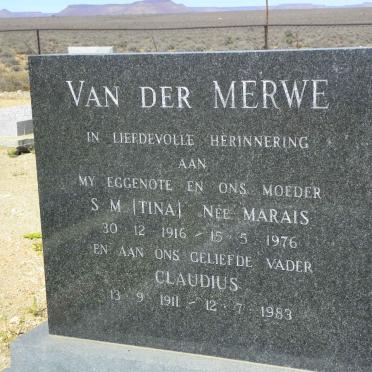 VAN DER MERWE
IN LIEFDEVOLLE HERINNERING
AAN
MY EGGENOTE EN ONS MOEDER
S M (TINA) NÉE MARAIS
30 · 12 · 1916 – 15 · 5 · 1976
EN AAN ONS GELIEFDE VADER
CLAUDIUS
13 · 9 · 1911 – 12 · 7 · 1983